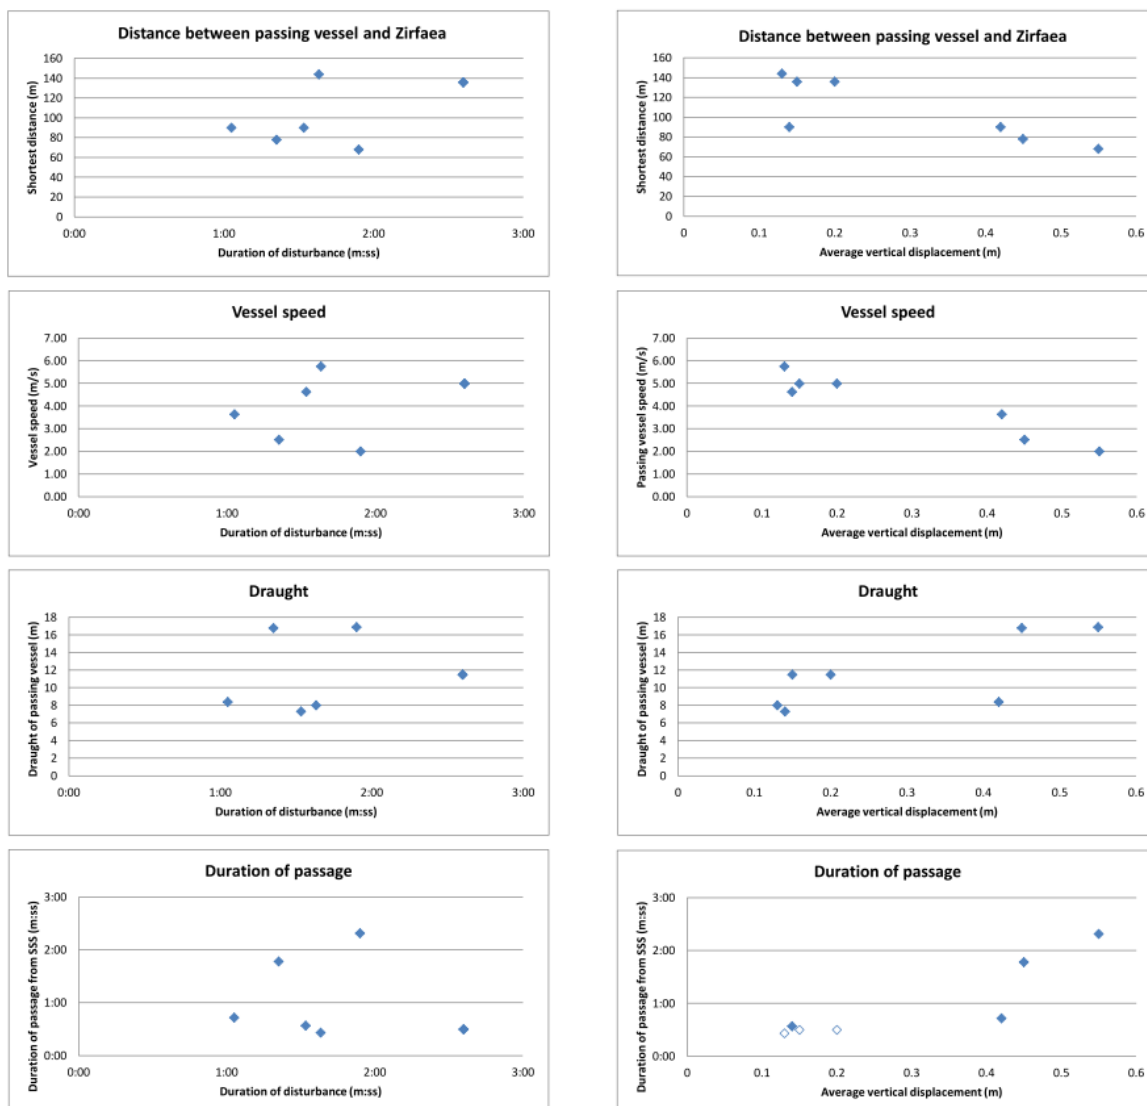 Distance between passing vessel and Zirfaea
Shortest distance (m)
160
140
120
100
80
60
40
20
0
0:00 1:00 2:00 3:00
Duration of disturbance (m:ss)
Distance between passing vessel and Zirfaea
Shortest distance (m)
160
140
120
100
80
60
40
20
0
0 0.1 0.2 0.3 0.4 0.5 0.6
Average vertical displacement (m)
Vessel speed
Vessel speed (m/s)
7.00
6.00
5.00
4.00
3.00
2.00
1.00
0.00
0:00 1:00 2:00 3:00
Duration of disturbance (m:ss)
Vessel speed
Passing vessel speed (m/s)
7.00
6.00
5.00
4.00
3.00
2.00
1.00
0.00
0 0.1 0.2 0.3 0.4 0.5 0.6
Average vertical displacement (m)
Draught
Draught of passing vessel (m)
18
16
14
12
10
8
6
4
2
0
0:00 1:00 2:00 3:00
Duration of disturbance (m:ss)
Draught
Draught of passing vessel (m)
18
16
14
12
10
8
6
4
2
0
0 0.1 0.2 0.3 0.4 0.5 0.6
Average vertical displacement (m)
Duration of passage
Duration of passage from SSS (m:ss)
3:00
2:00
1:00
0:00
0:00 1:00 2:00 3:00
Duration of disturbance (m:ss)
Duration of passage
Duration of passage from SSS (m:ss)
3:00
2:00
1:00
0:00
0 0.1 0.2 0.3 0.4 0.5 0.6
Average vertical displacement (m)